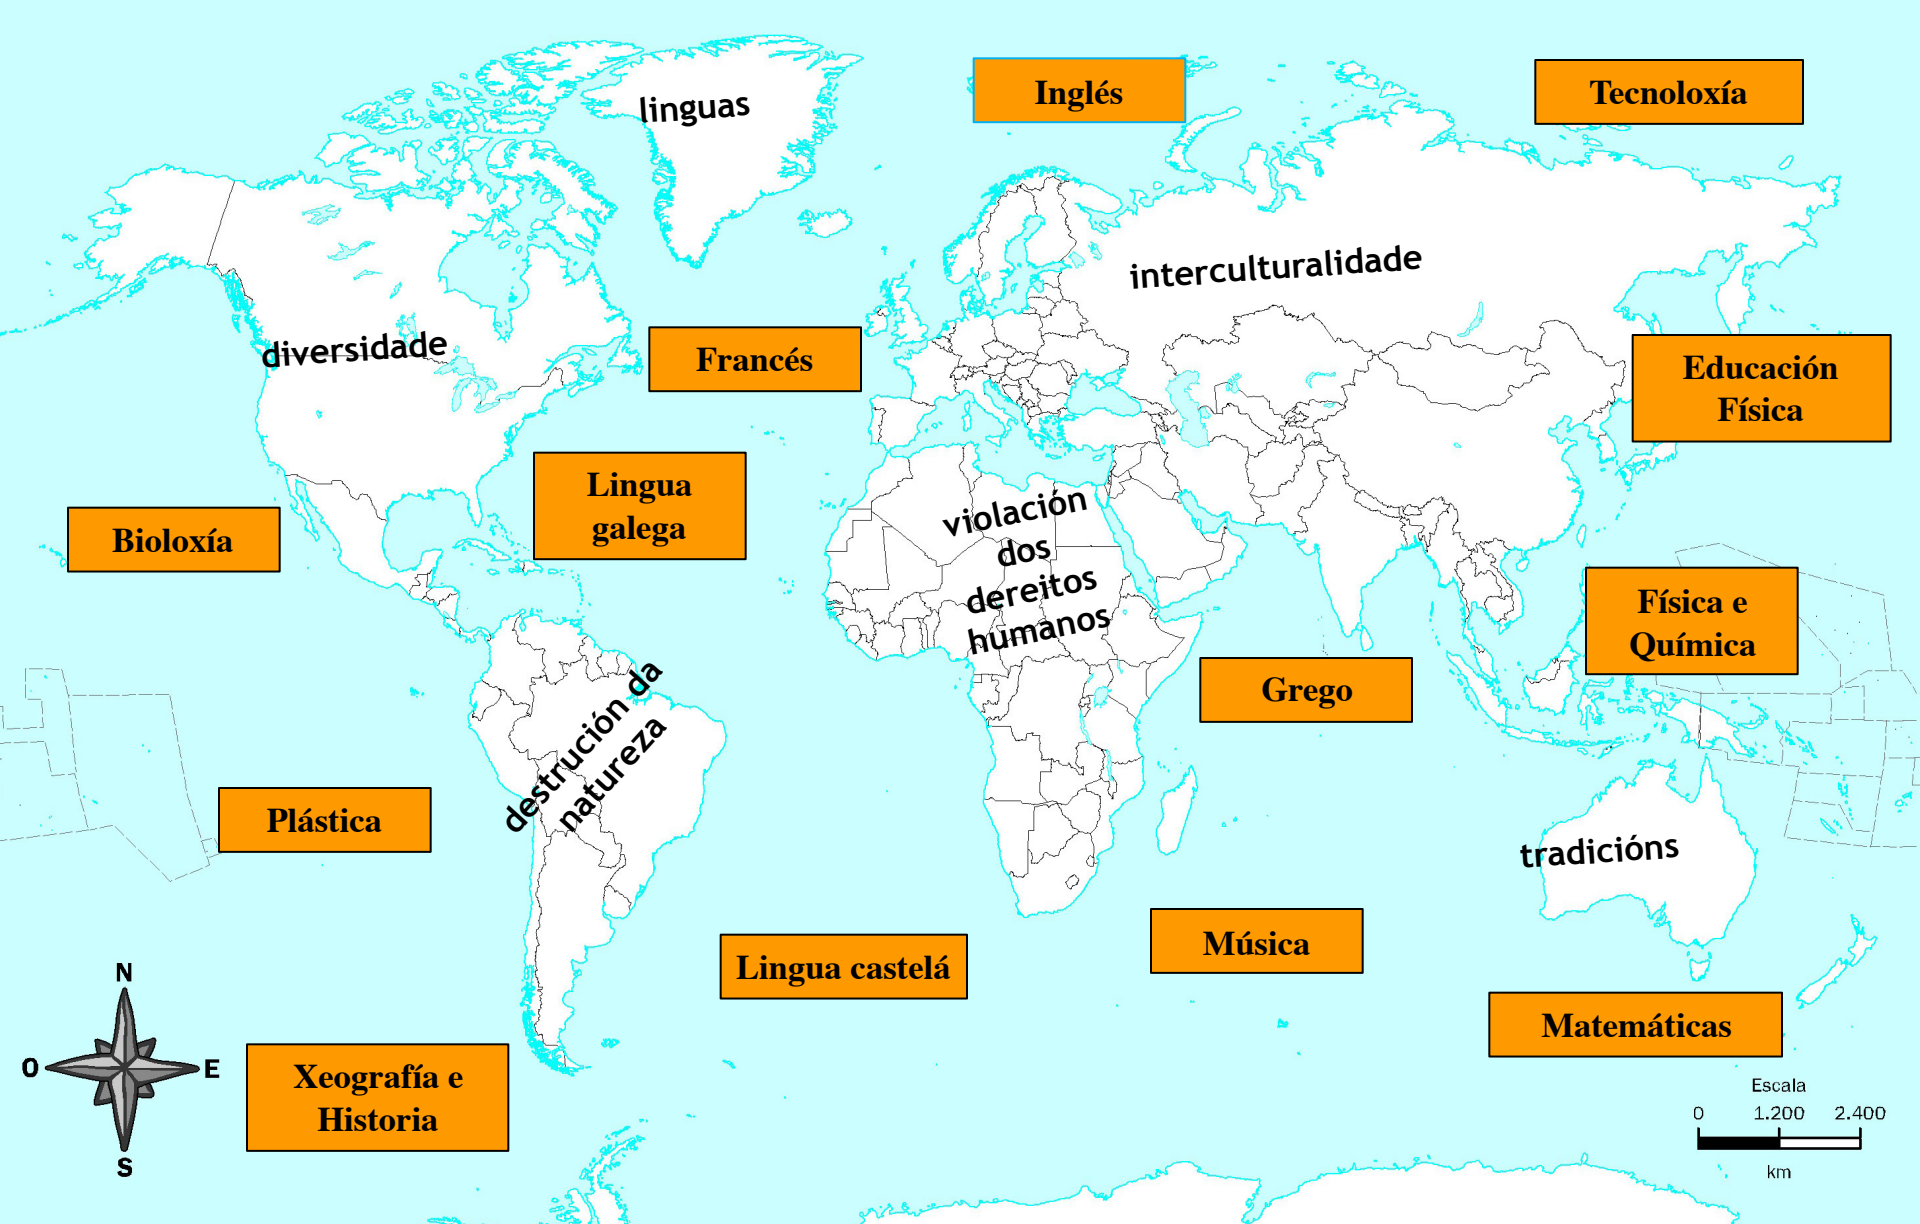 linguas
Inglés
Tecnoloxía
interculturalidade
diversidade
Francés
Educación
Física
Lingua
galega
Bioloxía
violación
dos
dereitos
humanos
Física e
Química
Grego
destrución da
natureza
Plástica
tradicións
Lingua castelá
Música
Matemáticas
N
O
E
S
Xeografía e
Historia
Escala
0 1.200 2.400
km